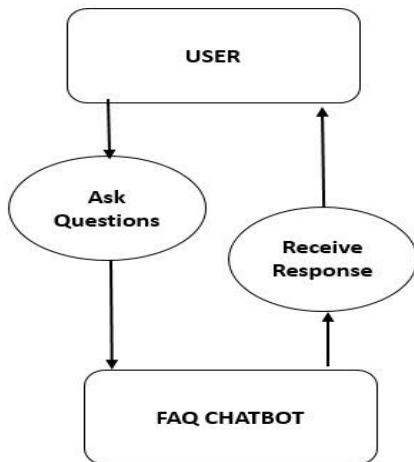 USER
Ask
Questions
Receive
Response
FAQ CHATBOT